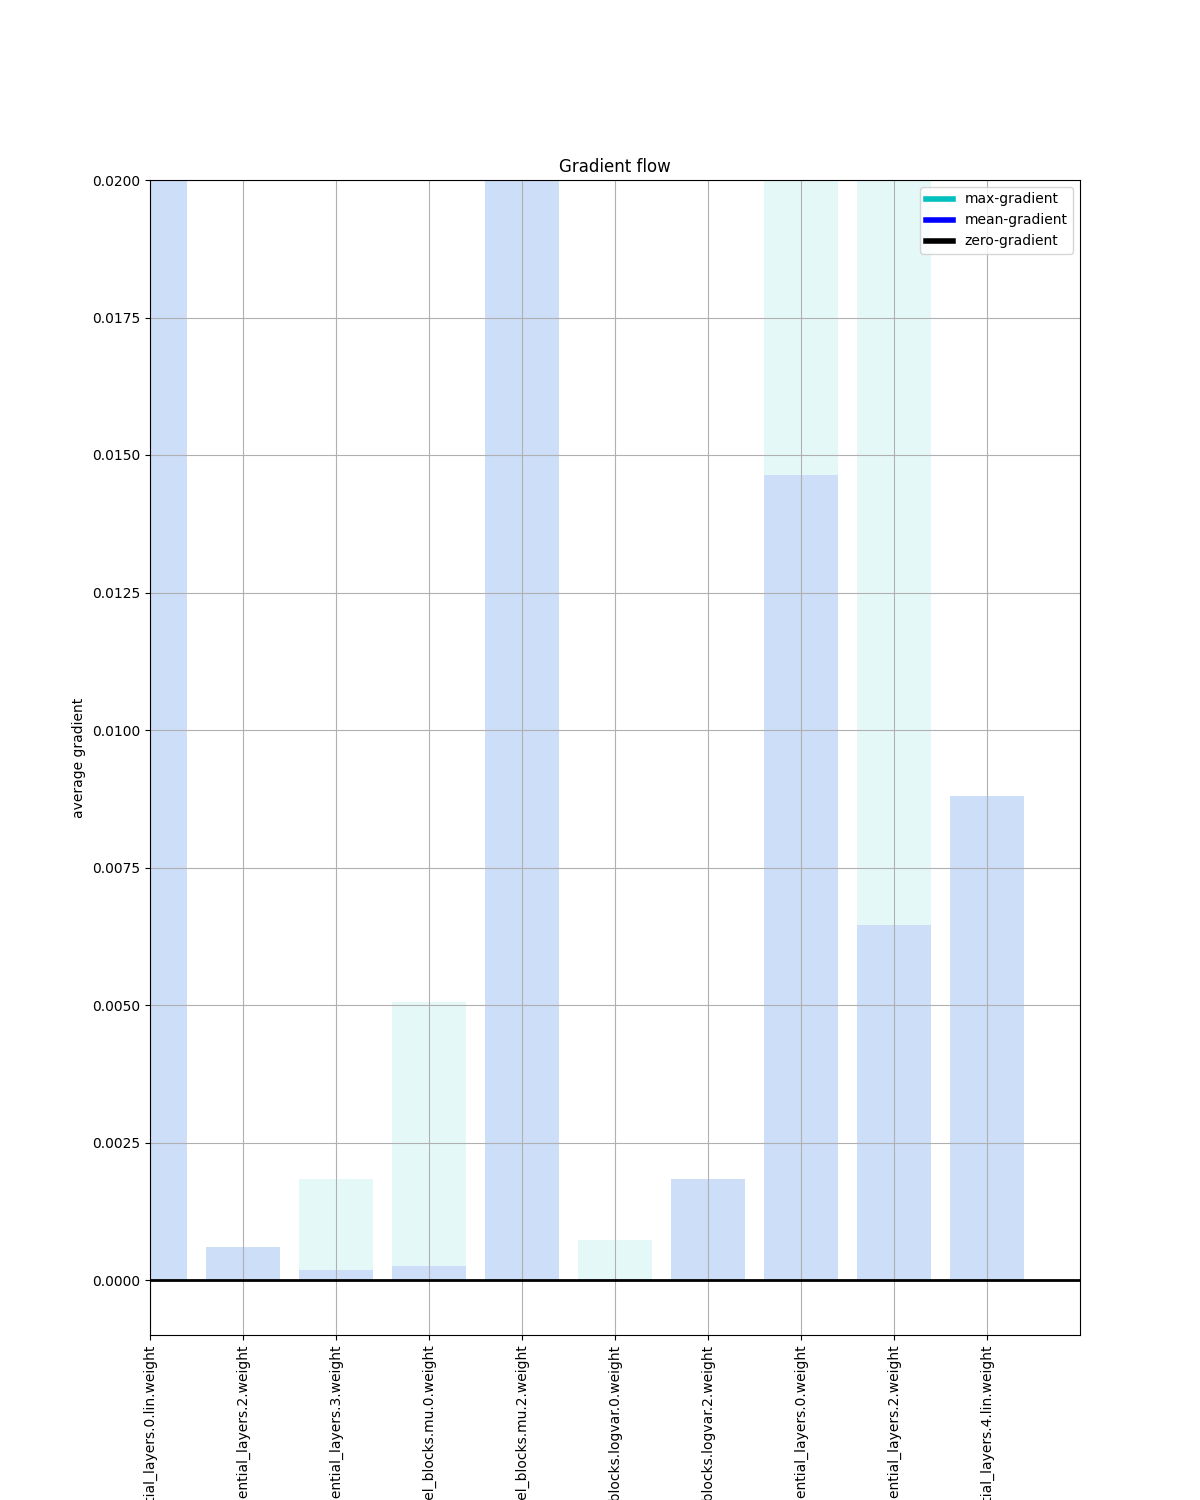 Gradient flow
max-gradient
mean-gradient
zero-gradient
0.0200
0.0175
0.0150
0.0125
0.0100
0.0075
0.0050
0.0025
0.0000
average gradient
tial_layers.0.lin.weight
ential_layers.2.weight
ential_layers.3.weight
el_blocks.mu.0.weight
el_blocks.mu.2.weight
blocks.logvar.0.weight
blocks.logvar.2.weight
ential_layers.0.weight
ential_layers.2.weight
tial_layers.4.lin.weight